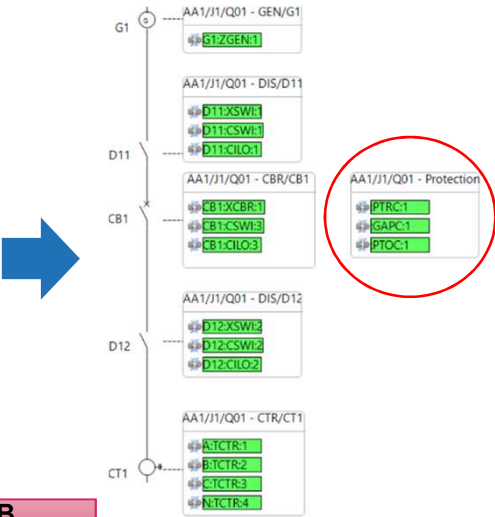 G1
AA1/J1/Q01 - GEN/G1
G1:ZGEN:1
AA1/J1/Q01 - DIS/D11
D11:XSWI:1
D11:CSWI:1
D11:CILO:1
D11
AA1/J1/Q01 - CBR/CB1
CB1:XCBR:1
CB1:CSWI:3
CB1:CILO:3
CB1
AA1/J1/Q01 - Protection
PTRC:1
GAPC:1
PTOC:1
AA1/J1/Q01 - DIS/D12
D12:XSWI:2
D12:CSWI:2
D12:CILO:2
D12
AA1/J1/Q01 - CTR/CT1
A:TCTR:1
B:TCTR:2
C:TCTR:3
N:TCTR:4
CT1
B